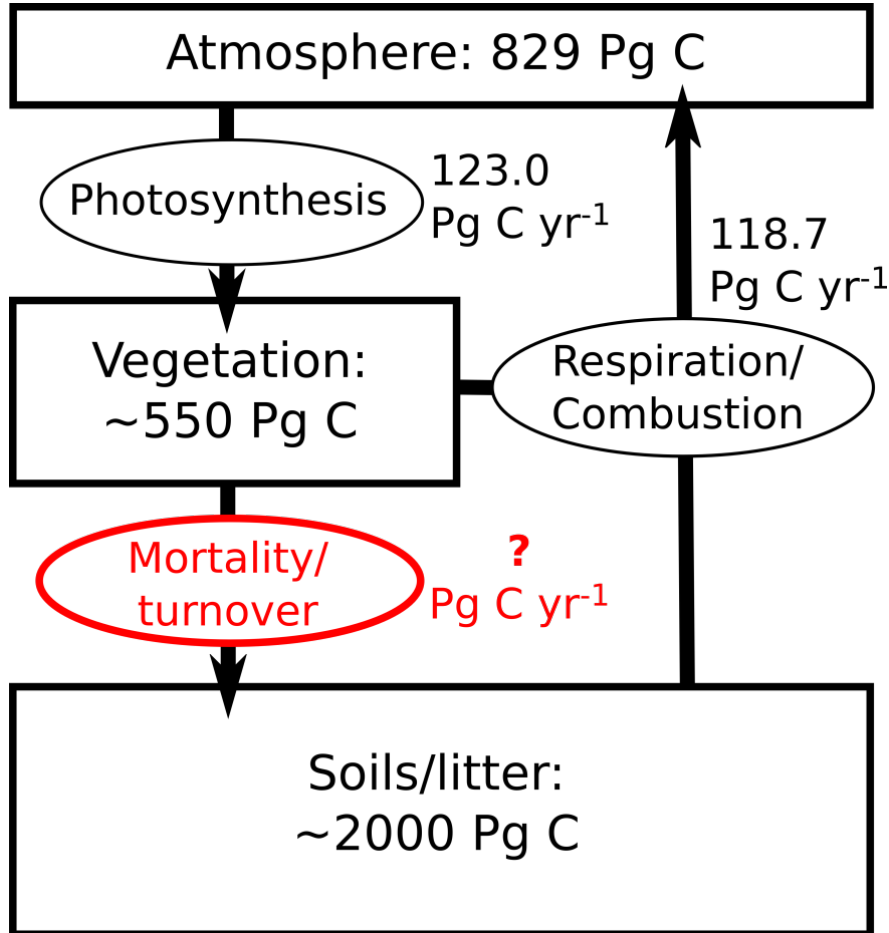 Atmosphere: 829 Pg C
Photosynthesis
123.0
Pg C yr⁻¹
118.7
Pg C yr⁻¹
Vegetation:
~550 Pg C
Respiration/
Combustion
Mortality/
turnover
?
Pg C yr⁻¹
Soils/litter:
~2000 Pg C